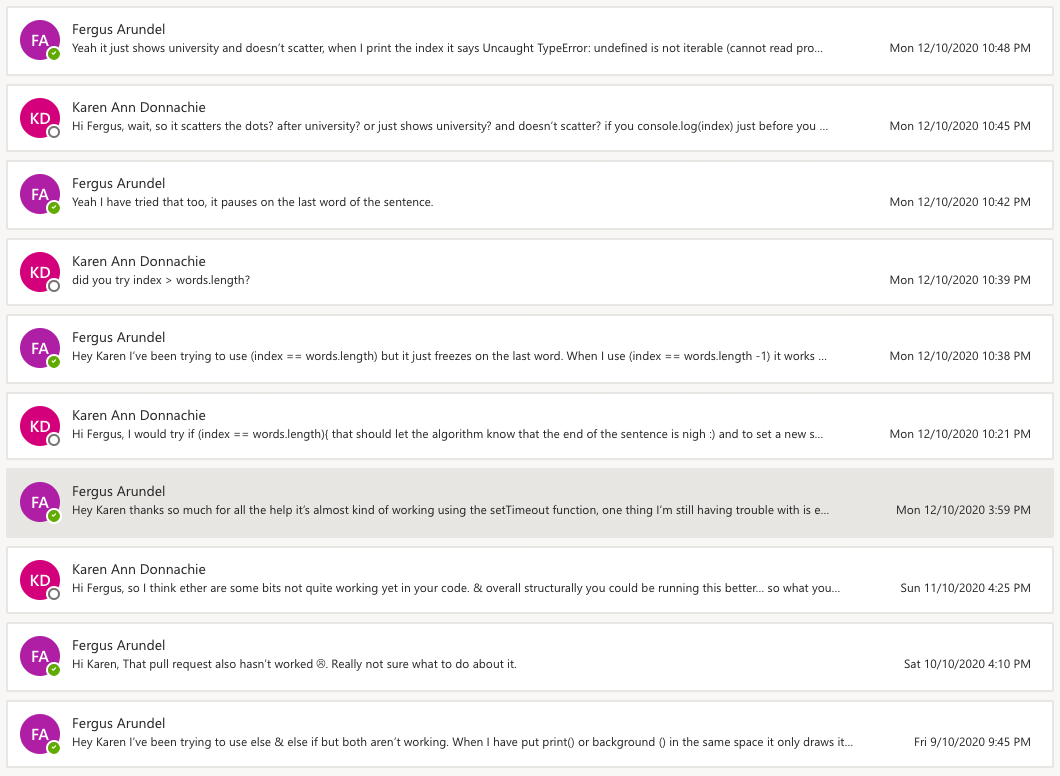 FA
Fergus Arundel
Yeah it just shows university and doesn't scatter, when I print the index it says Uncaught TypeError: undefined is not iterable (cannot read pro...
Mon 12/10/2020 10:48 PM
KD
Karen Ann Donnachie
Hi Fergus, wait, so it scatters the dots? after university? or just shows university? and doesn't scatter? if you console.log(index) just before you ...
Mon 12/10/2020 10:45 PM
FA
Fergus Arundel
Yeah I have tried that too, it pauses on the last word of the sentence.
Mon 12/10/2020 10:42 PM
KD
Karen Ann Donnachie
did you try index > words.length?
Mon 12/10/2020 10:39 PM
FA
Fergus Arundel
Hey Karen I've been trying to use (index == words.length) but it just freezes on the last word. When I use (index == words.length -1) it works ...
Mon 12/10/2020 10:38 PM
KD
Karen Ann Donnachie
Hi Fergus, I would try if (index == words.length){ that should let the algorithm know that the end of the sentence is nigh :) and to set a new s...
Mon 12/10/2020 10:21 PM
FA
Fergus Arundel
Hey Karen thanks so much for all the help it's almost kind of working using the setTimeout function, one thing I'm still having trouble with is e...
Mon 12/10/2020 3:59 PM
KD
Karen Ann Donnachie
Hi Fergus, so I think ether are some bits not quite working yet in your code. & overall structurally you could be running this better... so what you...
Sun 11/10/2020 4:25 PM
FA
Fergus Arundel
Hi Karen, That pull request also hasn't worked ☹. Really not sure what to do about it.
Sat 10/10/2020 4:10 PM
FA
Fergus Arundel
Hey Karen I've been trying to use else & else if but both aren't working. When I have put print() or background () in the same space it only draws it...
Fri 9/10/2020 9:45 PM